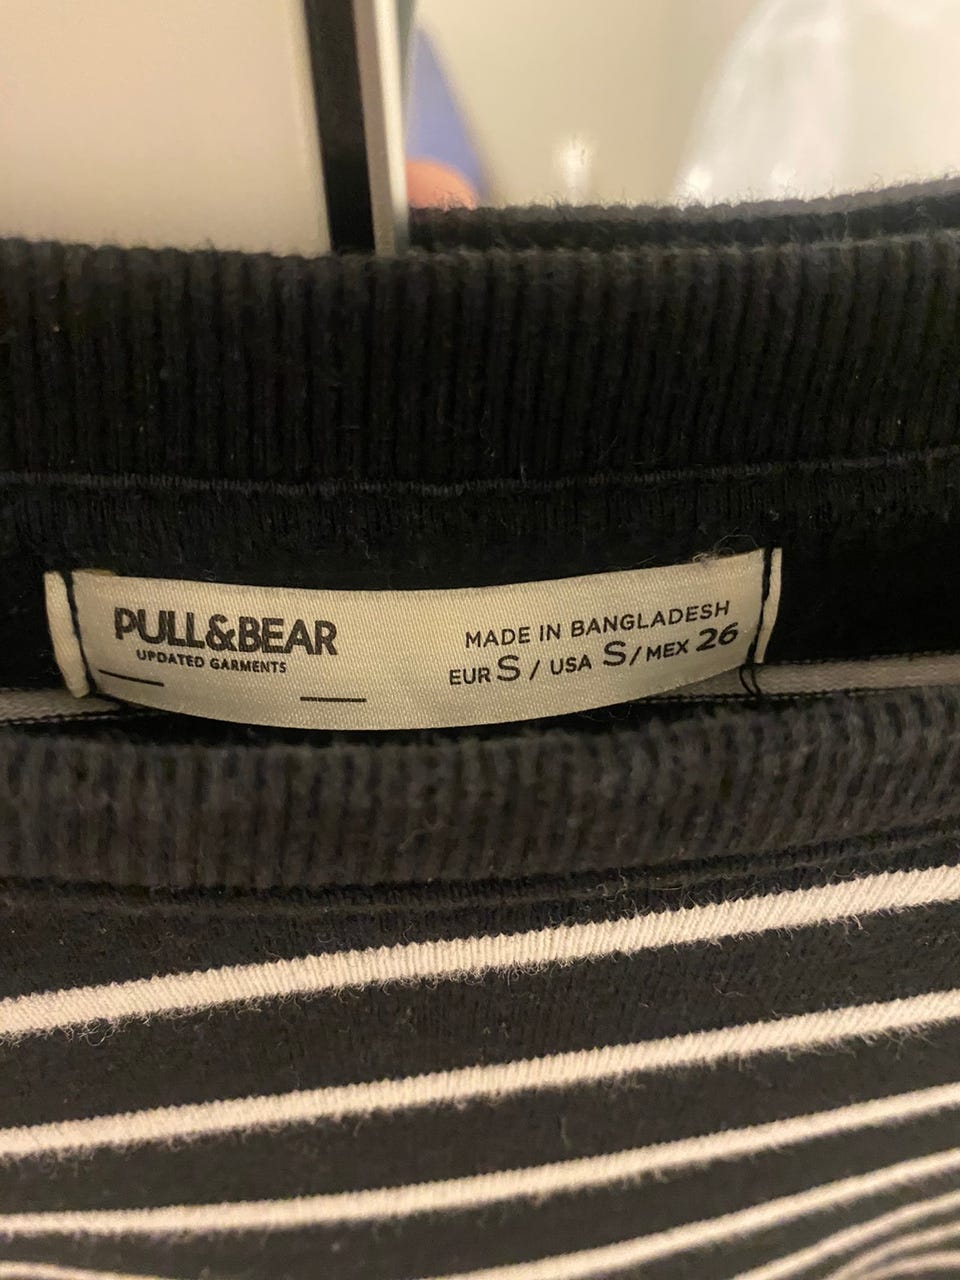 PULL&BEAR
UPDATED GARMENTS
MADE IN BANGLADESH
EUR S / USA S / MEX 26